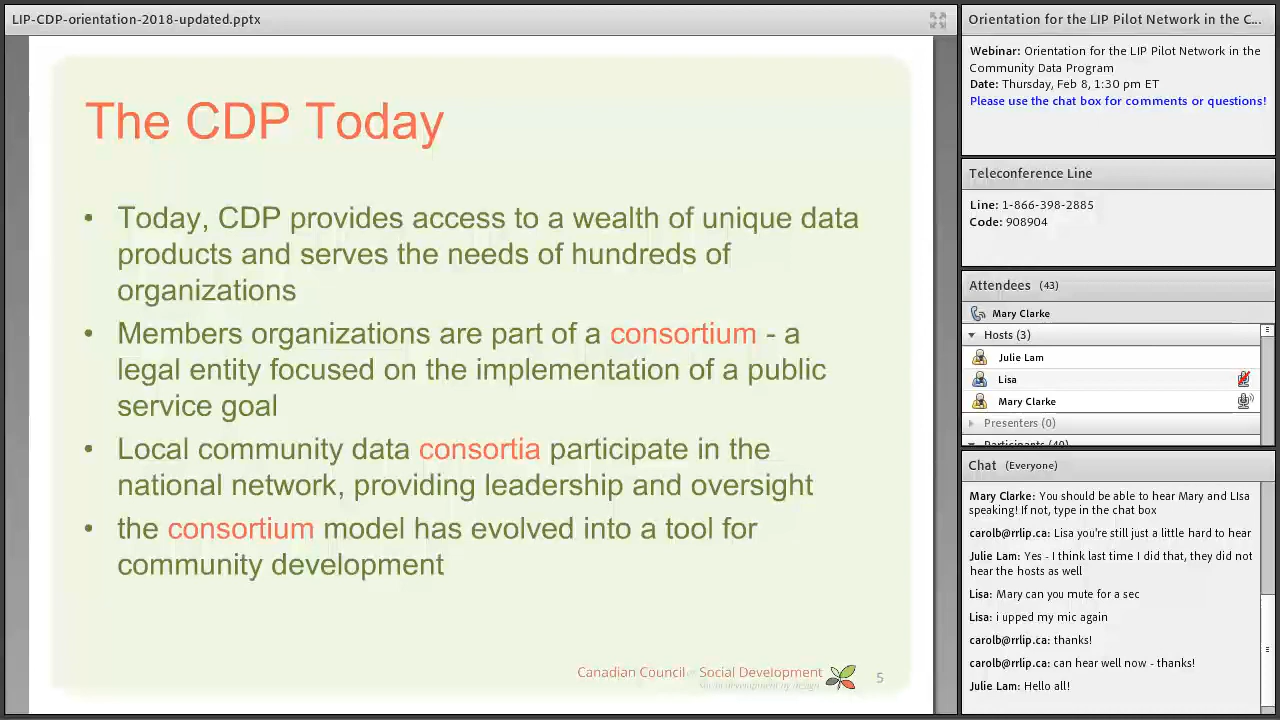 LIP-CDP-orientation-2018-updated.pptx
The CDP Today
• Today, CDP provides access to a wealth of unique data
products and serves the needs of hundreds of
organizations
• Members organizations are part of a consortium - a
legal entity focused on the implementation of a public
service goal
• Local community data consortia participate in the
national network, providing leadership and oversight
• the consortium model has evolved into a tool for
community development
Canadian Council on Social Development
social development by design
5
Orientation for the LIP Pilot Network in the C...
Webinar: Orientation for the LIP Pilot Network in the
Community Data Program
Date: Thursday, Feb 8, 1:30 pm ET
Please use the chat box for comments or questions!
Teleconference Line
Line: 1-866-398-2885
Code: 908904
Attendees (43)
Mary Clarke
Hosts (3)
Julie Lam
Lisa
Mary Clarke
Presenters (0)
Participants (40)
Chat (Everyone)
Mary Clarke: You should be able to hear Mary and LIsa
speaking! If not, type in the chat box
carolb@rrlip.ca: Lisa you're still just a little hard to hear
Julie Lam: Yes - I think last time I did that, they did not
hear the hosts as well
Lisa: Mary can you mute for a sec
Lisa: i upped my mic again
carolb@rrlip.ca: thanks!
carolb@rrlip.ca: can hear well now - thanks!
Julie Lam: Hello all!